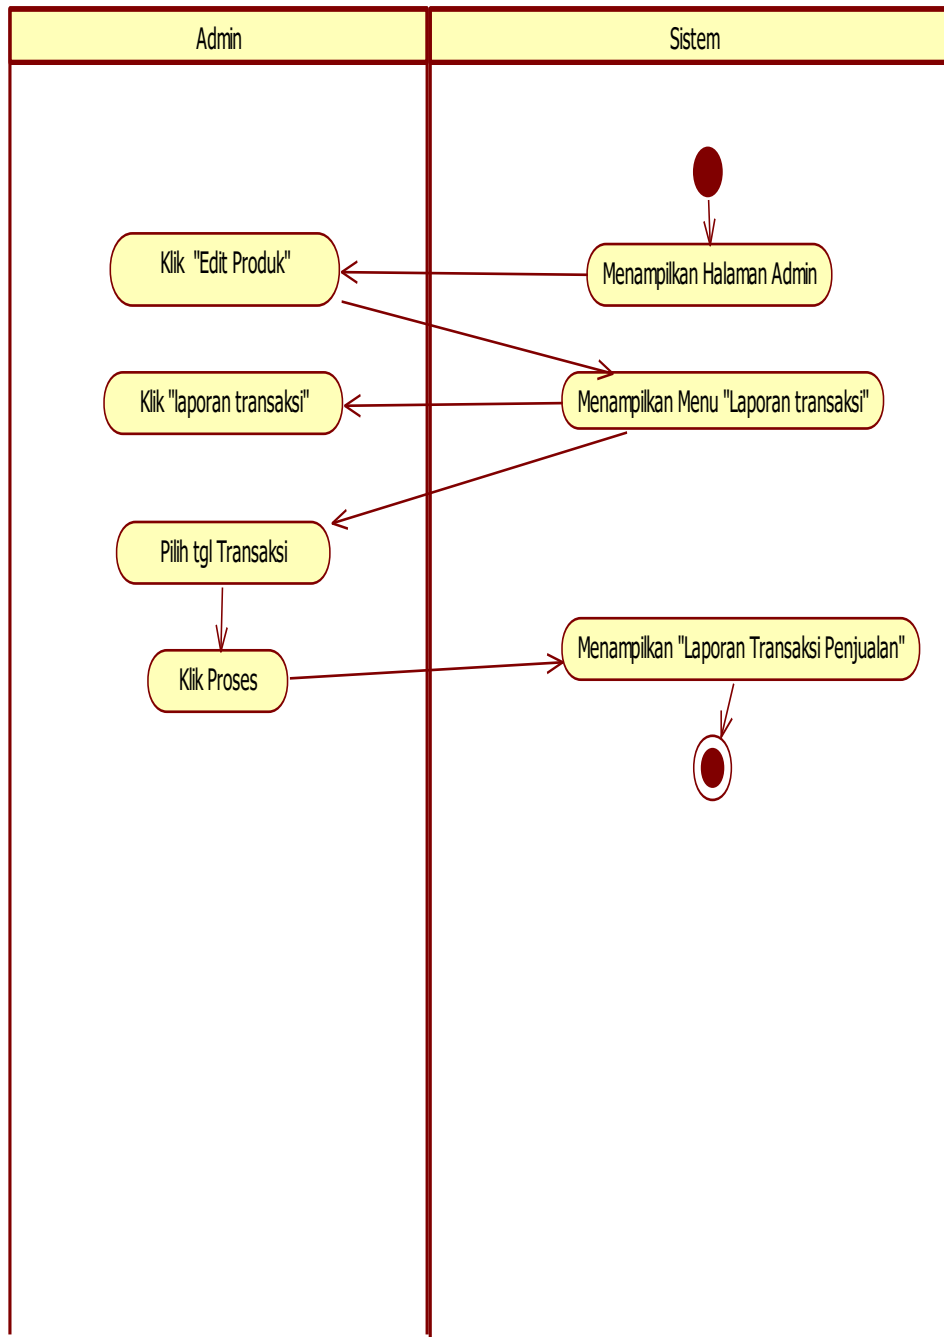 Admin
Sistem
Klik "Edit Produk"
Menampilkan Halaman Admin
Klik "laporan transaksi"
Menampilkan Menu "Laporan transaksi"
Pilih tgl Transaksi
Menampilkan "Laporan Transaksi Penjualan"
Klik Proses